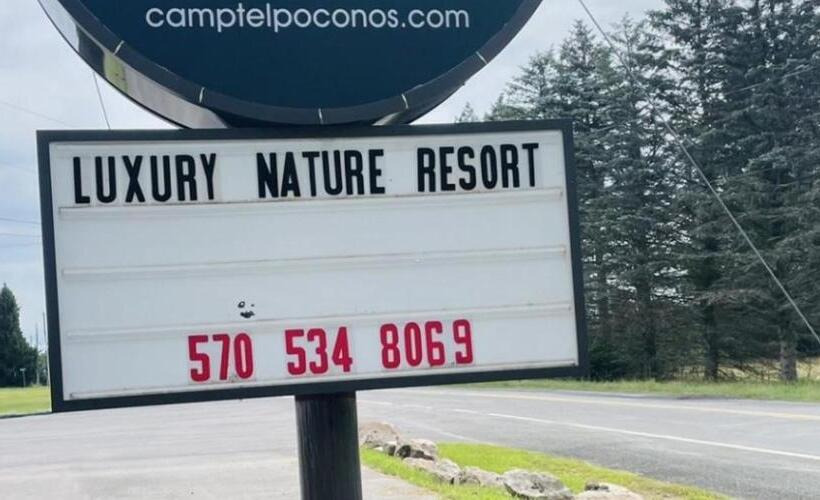 camptelpoconos.com
LUXURY NATURE RESORT
570 534 8069